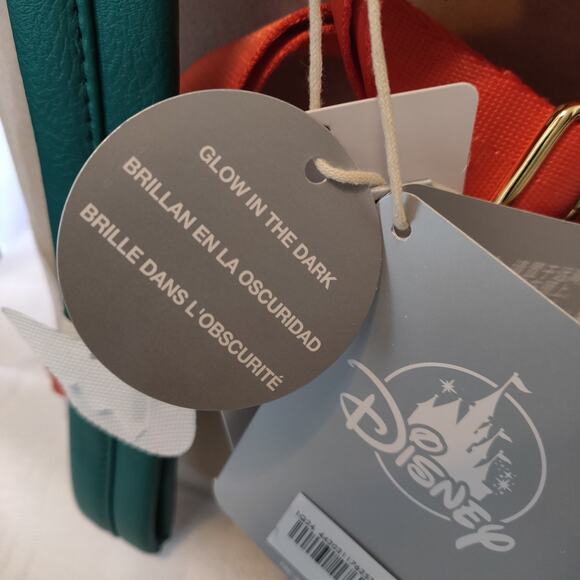 GLOW IN THE DARK
BRILLAN EN LA OSCURIDAD
BRILLE DANS L'OBSCURITÉ
DISNEY